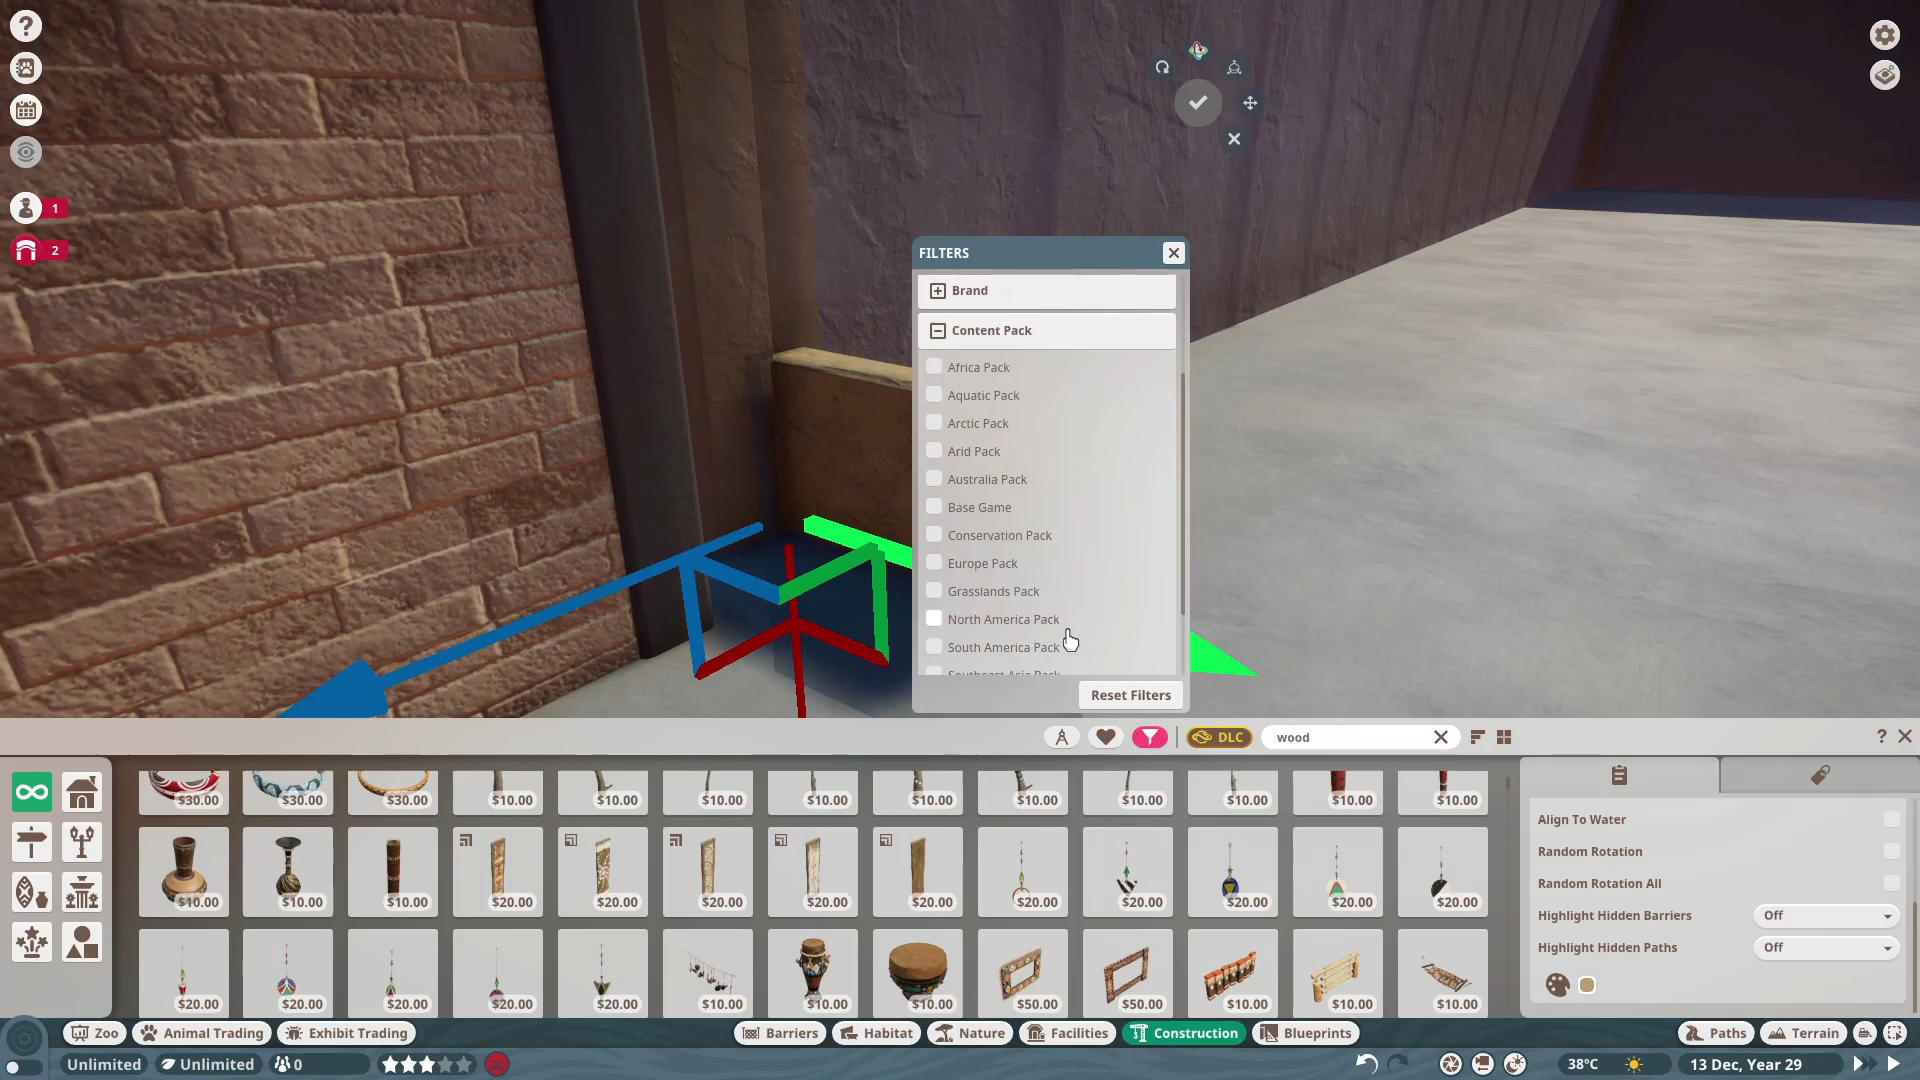 ?
1
2
FILTERS
Brand
Content Pack
Africa Pack
Aquatic Pack
Arctic Pack
Arid Pack
Australia Pack
Base Game
Conservation Pack
Europe Pack
Grasslands Pack
North America Pack
South America Pack
Southeast Asia Pack
Reset Filters
DLC
wood
?
$30.00 $30.00 $30.00 $10.00 $10.00 $10.00 $10.00 $10.00 $10.00 $10.00 $10.00 $10.00 $10.00
$10.00 $10.00 $10.00 $20.00 $20.00 $20.00 $20.00 $20.00 $20.00 $20.00 $20.00 $20.00 $20.00
$20.00 $20.00 $20.00 $20.00 $20.00 $10.00 $10.00 $10.00 $50.00 $50.00 $10.00 $10.00 $10.00
Align To Water
Random Rotation
Random Rotation All
Highlight Hidden Barriers Off
Highlight Hidden Paths Off
Zoo Animal Trading Exhibit Trading Barriers Habitat Nature Facilities Construction Blueprints Paths Terrain
Unlimited Unlimited 0 38°C 13 Dec, Year 29